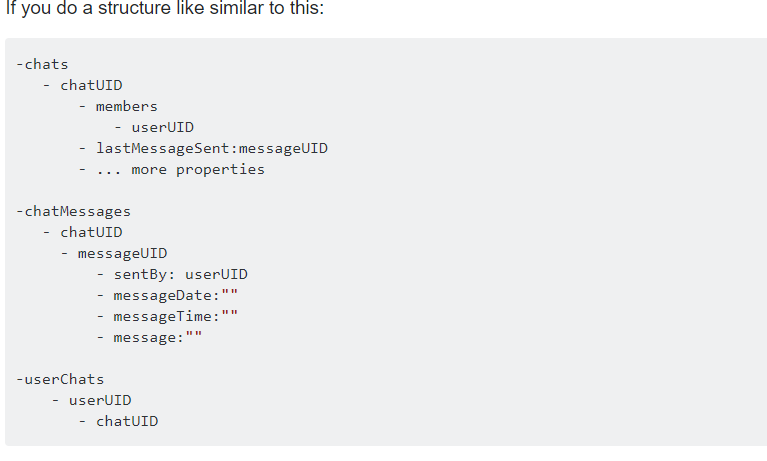 If you do a structure like similar to this:
-chats
- chatUID
- members
- userUID
- lastMessageSent:messageUID
- ... more properties
-chatMessages
- chatUID
- messageUID
- sentBy: userUID
- messageDate:""
- messageTime:""
- message:""
-userChats
- userUID
- chatUID